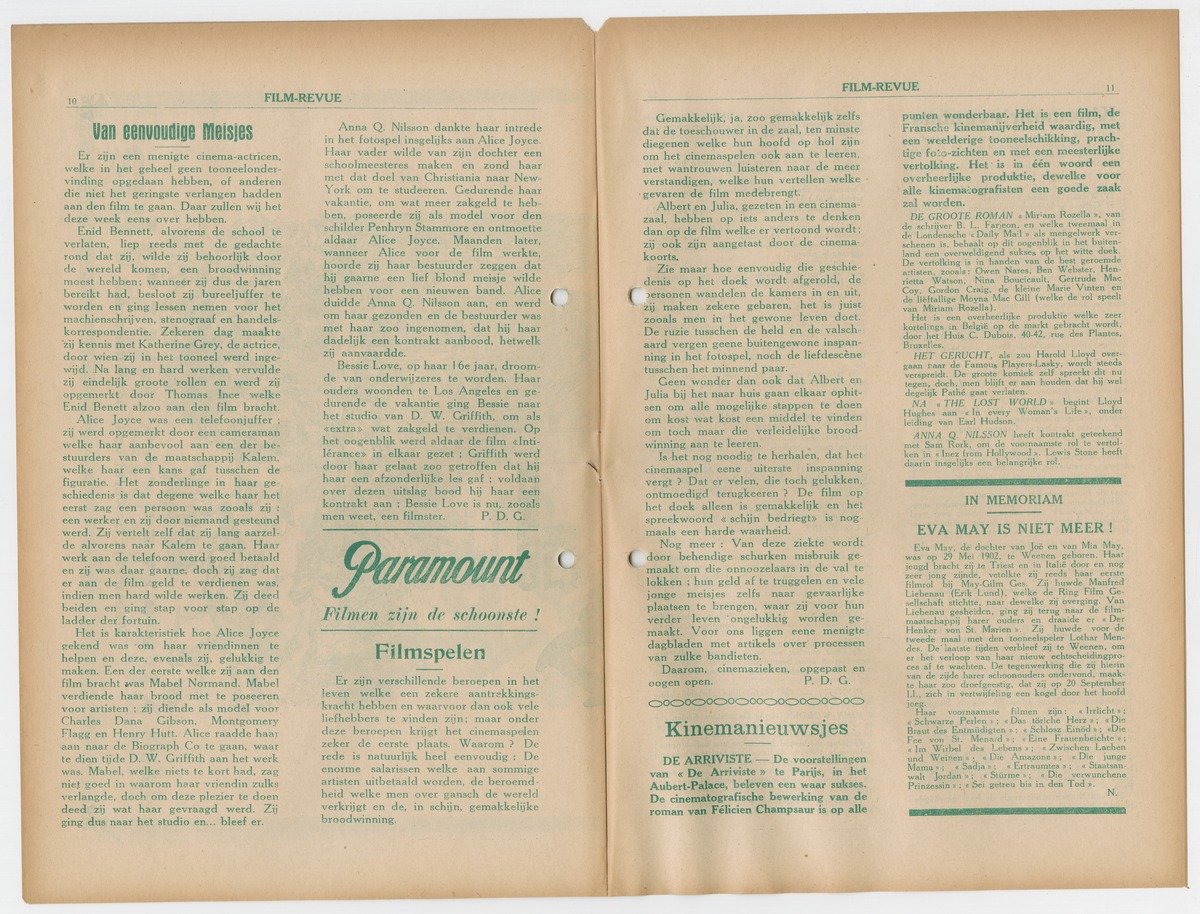 10
FILM-REVUE
Van eenvoudige Meisjes
Er zijn een menigte cinema-actricen,
welke in het geheel geen tooneelonder-
vinding opgedaan hebben, of anderen
die niet het geringste verlangen hadden
aan den film te gaan. Daar zullen wij het
deze week eens over hebben.
Enid Bennett, alvorens de school te
verlaten, liep reeds met de gedachte
rond dat zij, wilde zij behoorlijk door
de wereld komen, een broodwinning
moest hebben; wanneer zij dus de jaren
bereikt had, besloot zij bureeljuffer te
worden en ging lessen nemen voor het
machienschrijven, stenograaf en handels-
korrespondentie. Zekeren dag maakte
zij kennis met Katherine Grey, de actrice,
door wien zij in het tooneel werd inge-
wijd. Na lang en hard werken vervulde
zij eindelijk groote rollen en werd zij
opgemerkt door Thomas Ince welke
Enid Benett alzoo aan den film bracht.
Alice Joyce was een telefoonjuffer ;
zij werd opgemerkt door een cameraman
welke haar aanbevool aan een der be-
stuurders van de maatschappij Kalem,
welke haar een kans gaf tusschen de
figuratie. Het zonderlinge in haar ge-
schiedenis is dat degene welke haar het
eerst zag een persoon was zooals zij :
een werker en zij door niemand gesteund
werd. Zij vertelt zelf dat zij lang aarzel-
de alvorens naar Kalem te gaan. Haar
werk aan de telefoon werd goed betaald
en zij was daar gaarne, doch zij zag dat
er aan de film geld te verdienen was,
indien men hard wilde werken. Zij deed
beiden en ging stap voor stap op de
ladder der fortuin.
Het is karakteristiek hoe Alice Joyce
gekend was om haar vriendinnen te
helpen en deze, evenals zij, gelukkig te
maken. Een der eerste welke zij aan den
film bracht was Mabel Normand. Mabel
verdiende haar brood met te poseeren
voor artisten ; zij diende als model voor
Charles Dana Gibson, Montgomery
Flagg en Henry Hutt. Alice raadde haar
aan naar de Biograph Co te gaan, waar
te dien tijde D. W. Griffith aan het werk
was. Mabel, welke niets te kort had, zag
niet goed in waarom haar vriendin zulks
verlangde, doch om deze plezier te doen
deed zij wat haar gevraagd werd. Zij
ging dus naar het studio en... bleef er.
Anna Q. Nilsson dankte haar intrede
in het fotospel insgelijks aan Alice Joyce.
Haar vader wilde van zijn dochter een
schoolmeesteres maken en zond haar
met dat doel van Christiania naar New-
York om te studeeren. Gedurende haar
vakantie, om wat meer zakgeld te heb-
ben, poseerde zij als model voor den
schilder Penhryn Stammore en ontmoette
aldaar Alice Joyce. Maanden later,
wanneer Alice voor den film werkte,
hoorde zij haar bestuurder zeggen dat
hij gaarne een lief blond meisje wilde
hebben voor een nieuwen band. Alice
duidde Anna Q. Nilsson aan, en werd
om haar gezonden en de bestuurder was
met haar zoo ingenomen, dat hij haar
dadelijk een kontrakt aanbood, hetwelk
zij aanvaardde.
Bessie Love, op haar 16e jaar, droom-
de van onderwijzeres te worden. Haar
ouders woonden te Los Angeles en ge-
durende de vakantie ging Bessie naar
het studio van D. W. Griffith, om als
«extra» wat zakgeld te verdienen. Op
het oogenblik werd aldaar de film «Inti-
lérance» in elkaar gezet ; Griffith werd
door haar gelaat zoo getroffen dat hij
haar een afzonderlijke les gaf ; voldaan
over dezen uitslag bood hij haar een
kontrakt aan ; Bessie Love is nu, zooals
men weet, een filmster. P. D. G.
Paramount
Filmen zijn de schoonste !
Filmspelen
Er zijn verschillende beroepen in het
leven welke een zekere aantrekkings-
kracht hebben en waarvoor dan ook vele
liefhebbers te vinden zijn; maar onder
deze beroepen krijgt het cinemaspelen
zeker de eerste plaats. Waarom ? De
rede is natuurlijk heel eenvoudig : De
enorme salarissen welke aan sommige
artisten uitbetaald worden, de beroemd-
heid welke men over gansch de wereld
verkrijgt en de, in schijn, gemakkelijke
broodwinning.
FILM-REVUE
11
Gemakkelijk, ja, zoo gemakkelijk zelfs
dat de toeschouwer in de zaal, ten minste
diegenen welke hun hoofd op hol zijn
om het cinemaspelen ook aan te leeren,
met wantrouwen luisteren naar de meer
verstandigen, welke hun vertellen welke
gevaren de film medebrengt.
Albert en Julia, gezeten in een cinema-
zaal, hebben op iets anders te denken
dan op de film welke er vertoond wordt;
zij ook zijn aangetast door de cinema-
koorts.
Zie maar hoe eenvoudig die geschie-
denis op het doek wordt afgerold, de
personen wandelen de kamers in en uit,
zij maken zekere gebaren, het is juist
zooals men in het gewone leven doet.
De ruzie tusschen de held en de valsch-
aard vergen geene buitengewone inspan-
ning in het fotospel, noch de liefdescène
tusschen het minnend paar.
Geen wonder dan ook dat Albert en
Julia bij het naar huis gaan elkaar ophit-
sen om alle mogelijke stappen te doen
om kost wat kost een middel te vinden
om toch maar die verleidelijke brood-
winning aan te leeren.
Is het nog noodig te herhalen, dat het
cinemaspel eene uiterste inspanning
vergt ? Dat er velen, die toch gelukken,
ontmoedigd terugkeeren ? De film op
het doek alleen is gemakkelijk en het
spreekwoord « schijn bedriegt» is nog-
maals een harde waarheid.
Nog meer : Van deze ziekte wordt
door behendige schurken misbruik ge-
maakt om die onnoozelaars in de val te
lokken ; hun geld af te truggelen en vele
jonge meisjes zelfs naar gevaarlijke
plaatsen te brengen, waar zij voor hun
verder leven ongelukkig worden ge-
maakt. Voor ons liggen eene menigte
dagbladen met artikels over processen
van zulke bandieten.
Daarom, cinemazieken, opgepast en
oogen open. P. D. G.
Kinemanieuwsjes
DE ARRIVISTE — De voorstellingen
van « De Arriviste » te Parijs, in het
Aubert-Palace, beleven een waar sukses.
De cinematografische bewerking van de
roman van Félicien Champsaur is op alle
punten wonderbaar. Het is een film, de
Fransche kinemanijverheid waardig, met
een weelderige tooneelschikking, prach-
tige foto-zichten en met een meesterlijke
vertolking. Het is in één woord een
overheerlijke produktie, dewelke voor
alle kinematografisten een goede zaak
zal worden.
DE GROOTE ROMAN « Miriam Rozella », van
de schrijver B. L. Farjeon, en welke tweemaal in
de Londensche « Daily Mail » als mengelwerk ver-
schenen is, behaalt op dit oogenblik in het buiten-
land een overweldigend sukses op het witte doek.
De vertolking is in handen van de best geroemde
artisten, zooals : Owen Nares, Ben Webster, Hen-
rietta Watson, Nina Boucicault, Gertrude Mac
Coy, Gordon Craig, de kleine Marie Vinten en
de lieftallige Moyna Mac Gill (welke de rol speelt
van Miriam Rozella).
Het is een overheerlijke produktie welke zeer
kortelings in België op de markt gebracht wordt,
door het Huis C. Dubois, 40-42, rue des Plantes,
Bruxelles.
HET GERUCHT, als zou Harold Lloyd over-
gaan naar de Famous Players-Lasky, wordt steeds
verspreidt. De groote komiek zelf spreekt dit nu
tegen, doch, men blijft er aan houden dat hij wel
degelijk Pathé gaat verlaten.
NA « THE LOST WORLD » begint Lloyd
Hughes aan « In every Woman's Life », onder
leiding van Earl Hudson.
ANNA Q. NILSSON heeft kontrakt geteekend
met Sam Rork, om de voornaamste rol te vertol-
ken in « Inez from Hollywood ». Lewis Stone heeft
daarin insgelijks een belangrijke rol.
IN MEMORIAM
EVA MAY IS NIET MEER !
Eva May, de dochter van Joë en van Mia May,
was op 29 Mei 1902, te Weenen geboren. Haar
jeugd bracht zij te Triest en in Italië door en nog
zeer jong zijnde, vetolkte zij reeds haar eerste
filmrol bij May-Gilm Ges. Zij huwde Manfred
Liebenau (Erik Lund), welke de Ring Film Ge-
sellschaft stichtte, naar dewelke zij overging. Van
Liebenau gesheiden, ging zij terug naar de film-
maatschappij harer ouders en draaide er « Der
Henker von St. Marien ». Zij huwde voor de
tweede maal met den tooneelspeler Lothar Men-
des. De laatste tijden verbleef zij te Weenen, om
er het verloop van haar nieuw echtscheidingpro-
ces af te wachten. De tegenwerking die zij hierin
van de zijde harer schoonouders ondervond, maak-
te haar zoo droefgeestig, dat zij op 20 September
l.l., zich in vertwijfeling een kogel door het hoofd
joeg.
Haar voornaamste filmen zijn : « Irrlicht » ;
« Schwarze Perlen » ; « Das töriche Herz » ; « Die
Braut des Entmüdigten » ; « Schlosz Einöd » ; «Die
Fee von St. Menard » ; « Eine Frauenbeichte » ;
« Im Wirbel des Lebens » ; « Zwischen Lachen
und Weinen » ; « Die Amazone » ; « Die junge
Mama » ; « Sadja » ; « Ertraumtes » ; « Staatsan-
walt Jordan » ; « Stürme » ; « Die verwunchene
Prinzessin » ; « Sei getreu bis in den Tod ».
N.